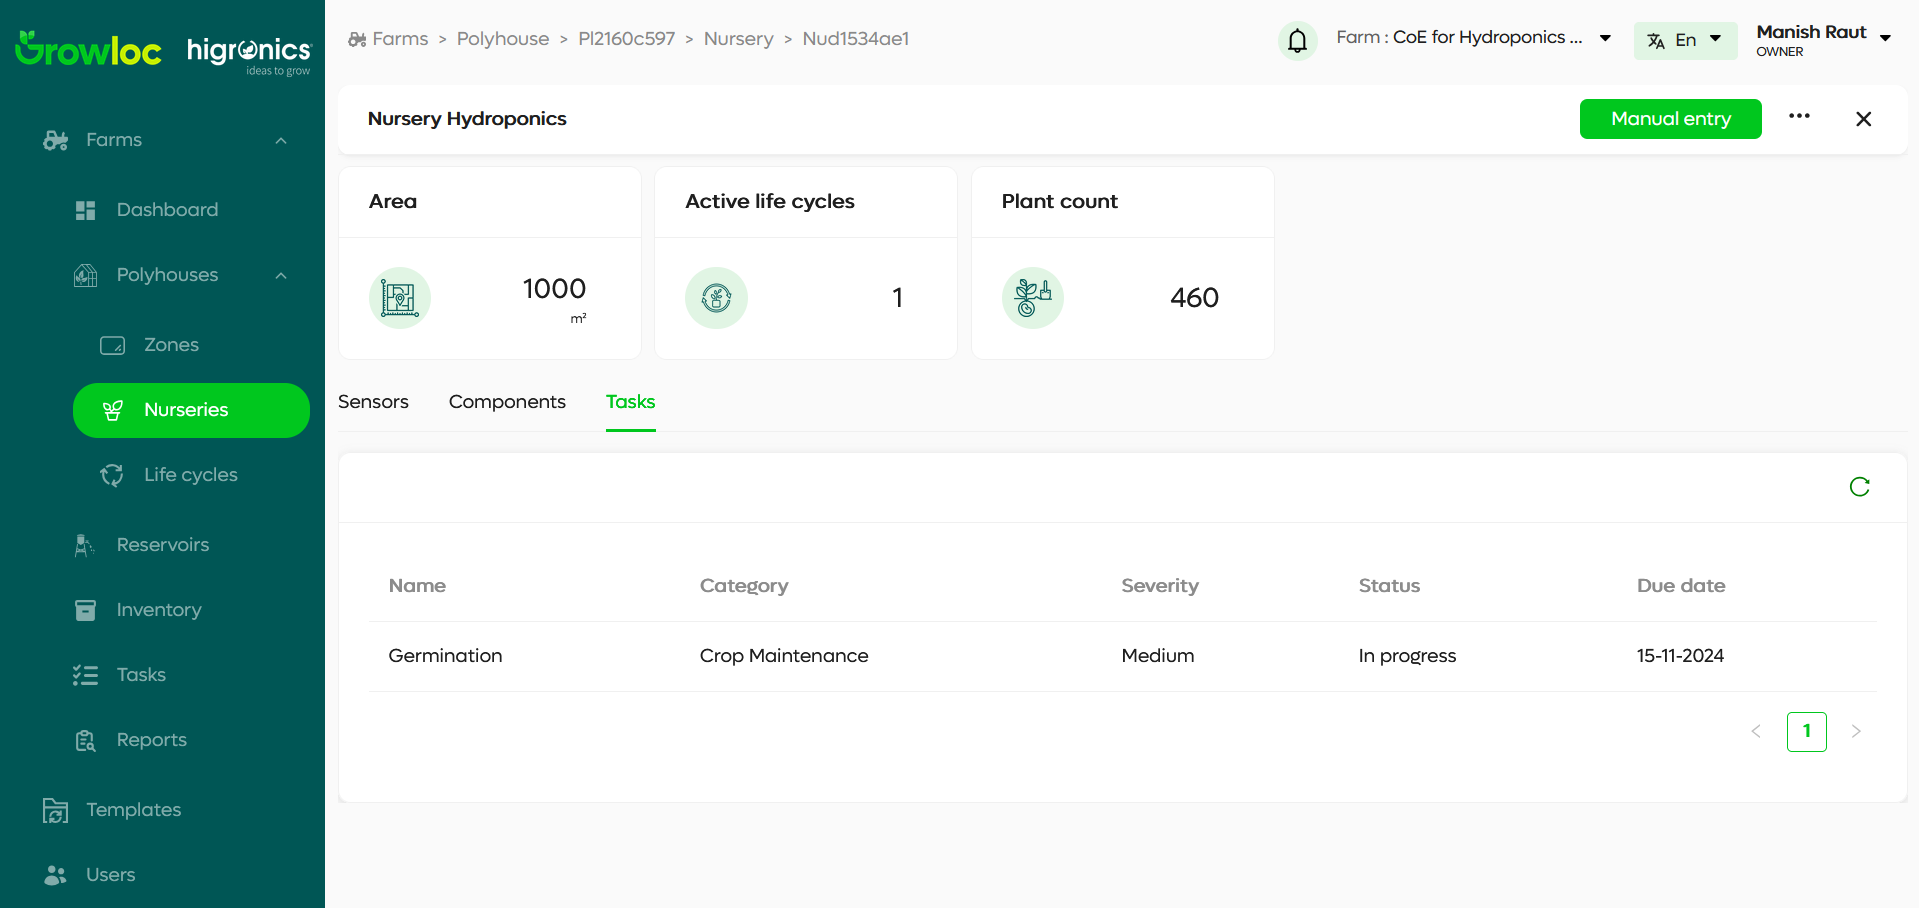 Growloc higronics
ideas to grow
Farms
Dashboard
Polyhouses
Zones
Nurseries
Life cycles
Reservoirs
Inventory
Tasks
Reports
Templates
Users
Farms > Polyhouse > Pl2160c597 > Nursery > Nud1534ae1
Farm : CoE for Hydroponics ...
En
Manish Raut
OWNER
Nursery Hydroponics
Manual entry
Area
1000
m²
Active life cycles
1
Plant count
460
Sensors Components Tasks
Name Category Severity Status Due date
Germination Crop Maintenance Medium In progress 15-11-2024
< 1 >